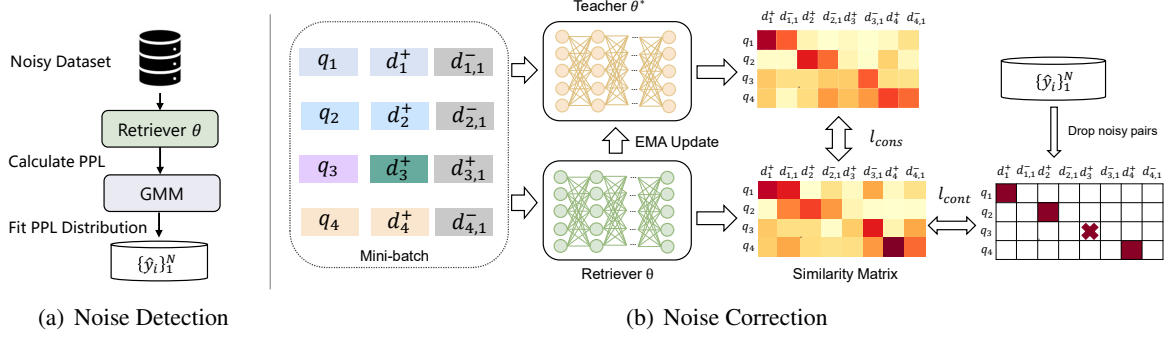 Noisy Dataset
Retriever θ
Calculate PPL
GMM
Fit PPL Distribution
{ŷ_i}_1^N
(a) Noise Detection
q_1 d_1^+ d_{1,1}^-
q_2 d_2^+ d_{2,1}^-
q_3 d_3^+ d_{3,1}^+
q_4 d_4^+ d_{4,1}^-
Mini-batch
Teacher θ*
...
...
EMA Update
...
...
Retriever θ
d_1^+ d_{1,1}^- d_2^+ d_{2,1}^- d_3^+ d_{3,1}^- d_4^+ d_{4,1}^-
q_1
q_2
q_3
q_4
l_cons
d_1^+ d_{1,1}^- d_2^+ d_{2,1}^- d_3^+ d_{3,1}^- d_4^+ d_{4,1}^-
q_1
q_2
q_3
q_4
Similarity Matrix
l_cont
{ŷ_i}_1^N
Drop noisy pairs
d_1^+ d_{1,1}^- d_2^+ d_{2,1}^- d_3^+ d_{3,1}^- d_4^+ d_{4,1}^-
q_1
q_2
q_3
q_4
(b) Noise Correction